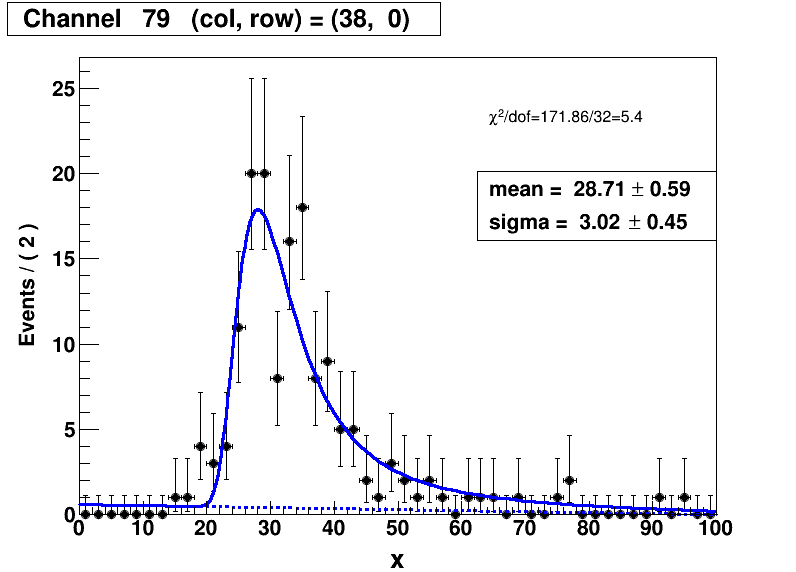 Channel 79 (col, row) = (38, 0)
25
20
15
10
5
0
Events / ( 2 )
χ²/dof=171.86/32=5.4
mean = 28.71 ± 0.59
sigma = 3.02 ± 0.45
0 10 20 30 40 50 60 70 80 90 100
x